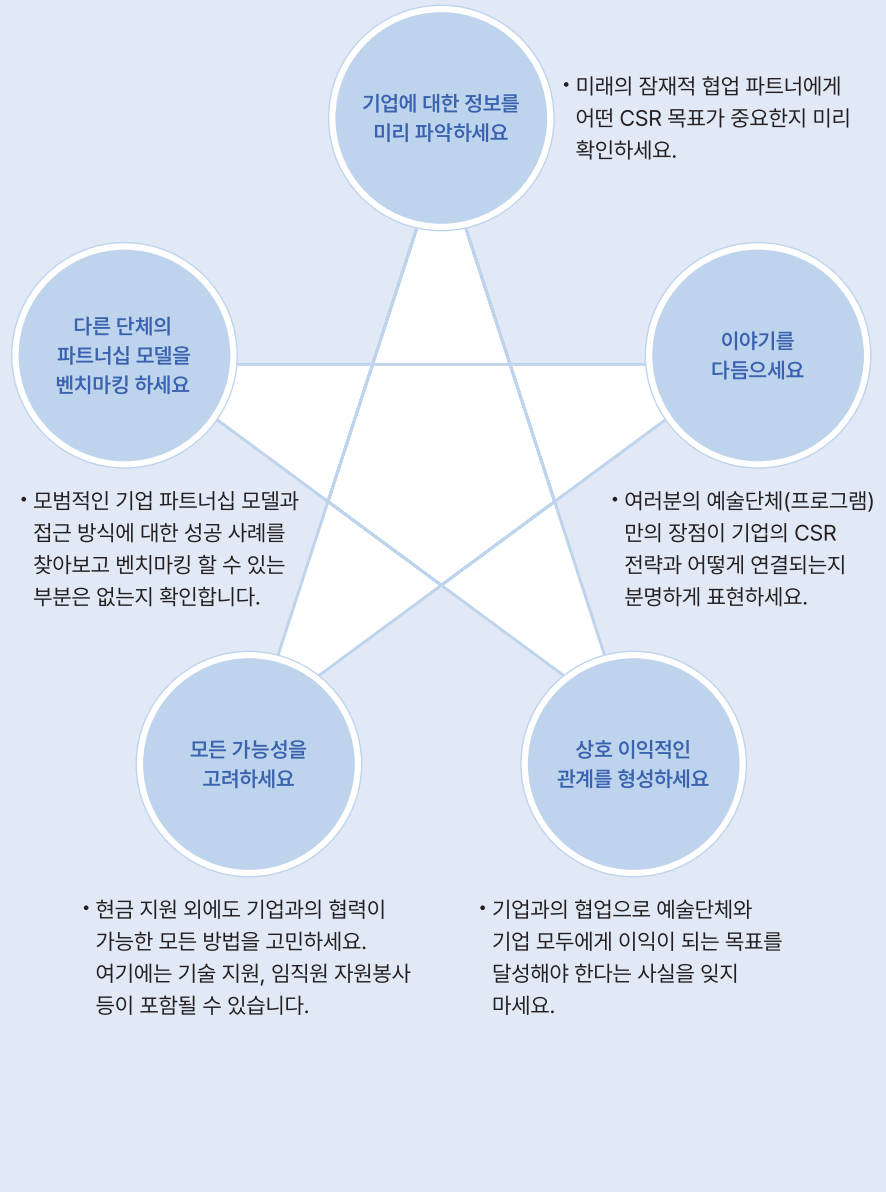 기업에 대한 정보를
미리 파악하세요
• 미래의 잠재적 협업 파트너에게
어떤 CSR 목표가 중요한지 미리
확인하세요.
다른 단체의
파트너십 모델을
벤치마킹 하세요
• 모범적인 기업 파트너십 모델과
접근 방식에 대한 성공 사례를
찾아보고 벤치마킹 할 수 있는
부분은 없는지 확인합니다.
이야기를
다듬으세요
• 여러분의 예술단체(프로그램)
만의 장점이 기업의 CSR
전략과 어떻게 연결되는지
분명하게 표현하세요.
모든 가능성을
고려하세요
• 현금 지원 외에도 기업과의 협력이
가능한 모든 방법을 고민하세요.
여기에는 기술 지원, 임직원 자원봉사
등이 포함될 수 있습니다.
상호 이익적인
관계를 형성하세요
• 기업과의 협업으로 예술단체와
기업 모두에게 이익이 되는 목표를
달성해야 한다는 사실을 잊지
마세요.